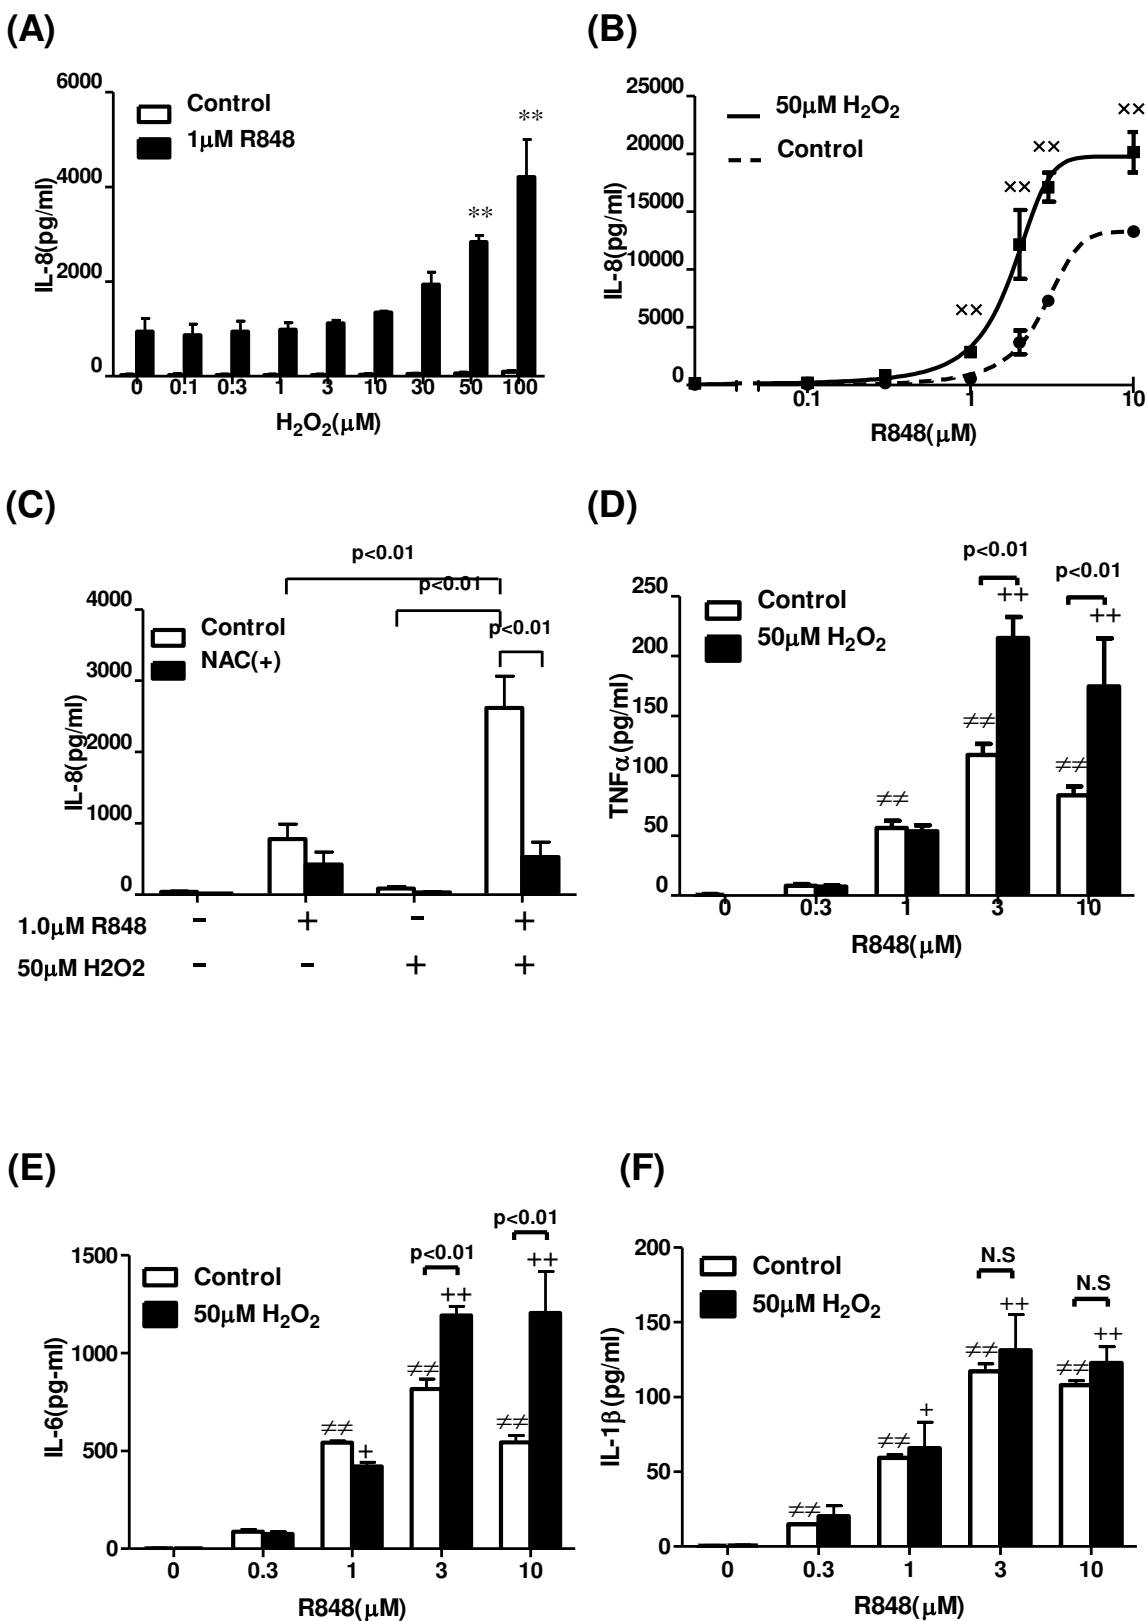 (A)
6000
4000
2000
0
IL-8(pg/ml)
Control
1μM R848
**
**
0 0.1 0.3 1 3 10 30 50 100
H₂O₂(μM)
(B)
25000
20000
15000
10000
5000
0
IL-8(pg/ml)
50μM H₂O₂
Control
××
××
××
××
0.1 1 10
R848(μM)
(C)
p<0.01
p<0.01
p<0.01
4000
3000
2000
1000
0
IL-8(pg/ml)
Control
NAC(+)
1.0μM R848 − + − +
50μM H2O2 − − + +
(D)
p<0.01
p<0.01
250
200
150
100
50
0
TNFα(pg/ml)
Control
50μM H₂O₂
≠≠
≠≠
++
≠≠
++
0 0.3 1 3 10
R848(μM)
(E)
p<0.01
p<0.01
1500
1000
500
0
IL-6(pg-ml)
Control
50μM H₂O₂
≠≠
+
≠≠
++
≠≠
++
0 0.3 1 3 10
R848(μM)
(F)
N.S
N.S
200
150
100
50
0
IL-1β(pg/ml)
Control
50μM H₂O₂
≠≠
≠≠
+
≠≠
++
≠≠
++
0 0.3 1 3 10
R848(μM)